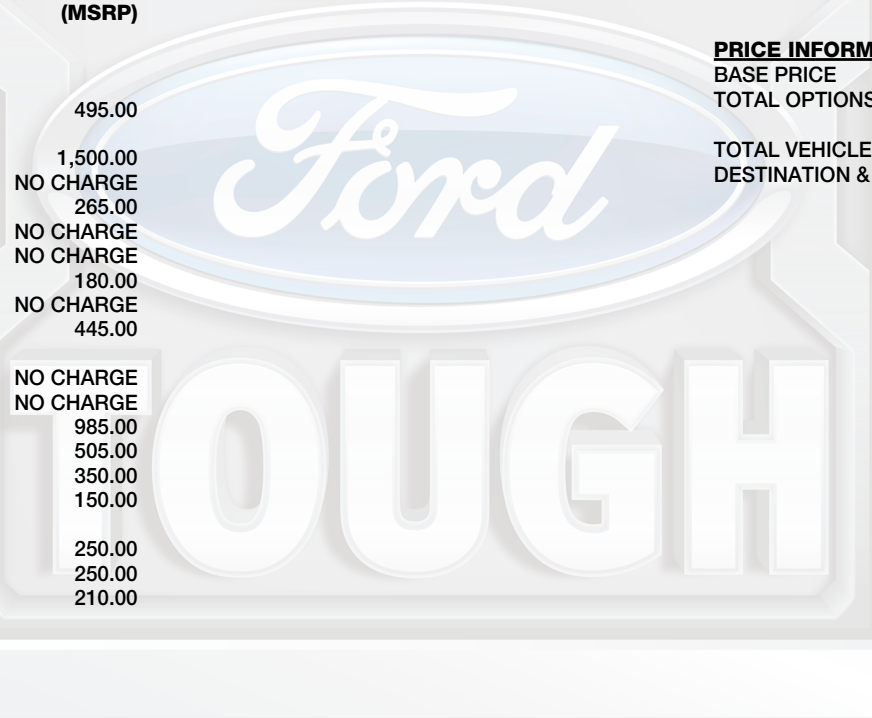 (MSRP)
495.00
1,500.00
NO CHARGE
265.00
NO CHARGE
NO CHARGE
180.00
NO CHARGE
445.00
NO CHARGE
NO CHARGE
985.00
505.00
350.00
150.00
250.00
250.00
210.00
PRICE INFORM
BASE PRICE
TOTAL OPTIONS
TOTAL VEHICLE
DESTINATION &
Ford
TOUGH